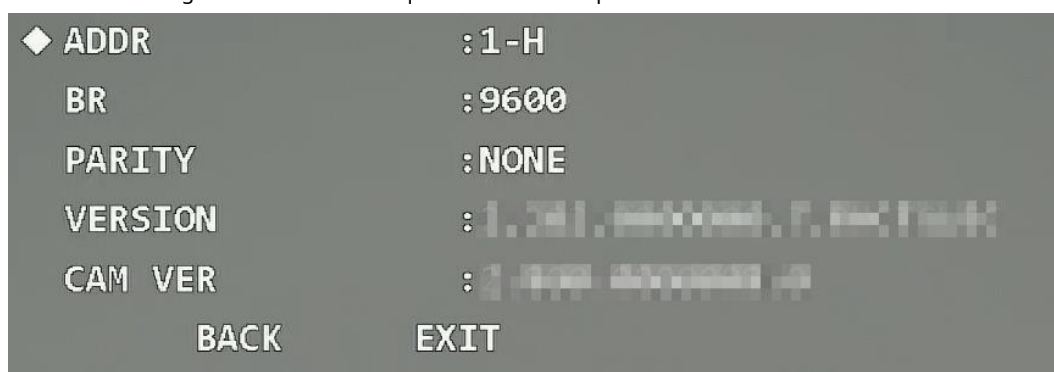 ADDR :1-H
BR :9600
PARITY :NONE
VERSION :
CAM VER :
BACK EXIT